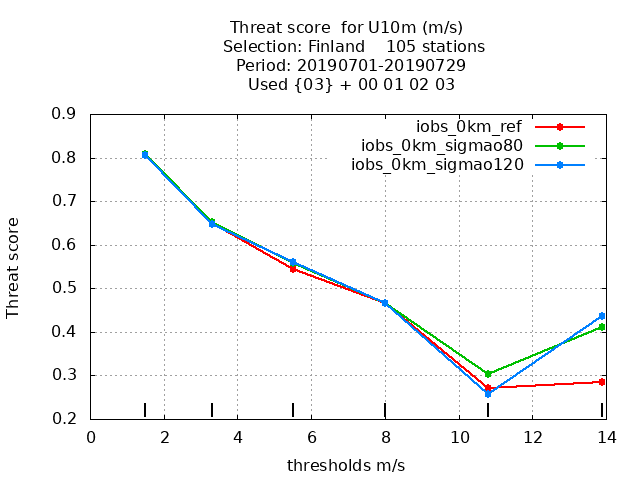 Threat score  for U10m (m/s)
Selection: Finland    105 stations
Period: 20190701-20190729
Used {03} + 00 01 02 03
iobs_0km_ref
iobs_0km_sigmao80
iobs_0km_sigmao120
Threat score
0.9
0.8
0.7
0.6
0.5
0.4
0.3
0.2
0 2 4 6 8 10 12 14
thresholds m/s